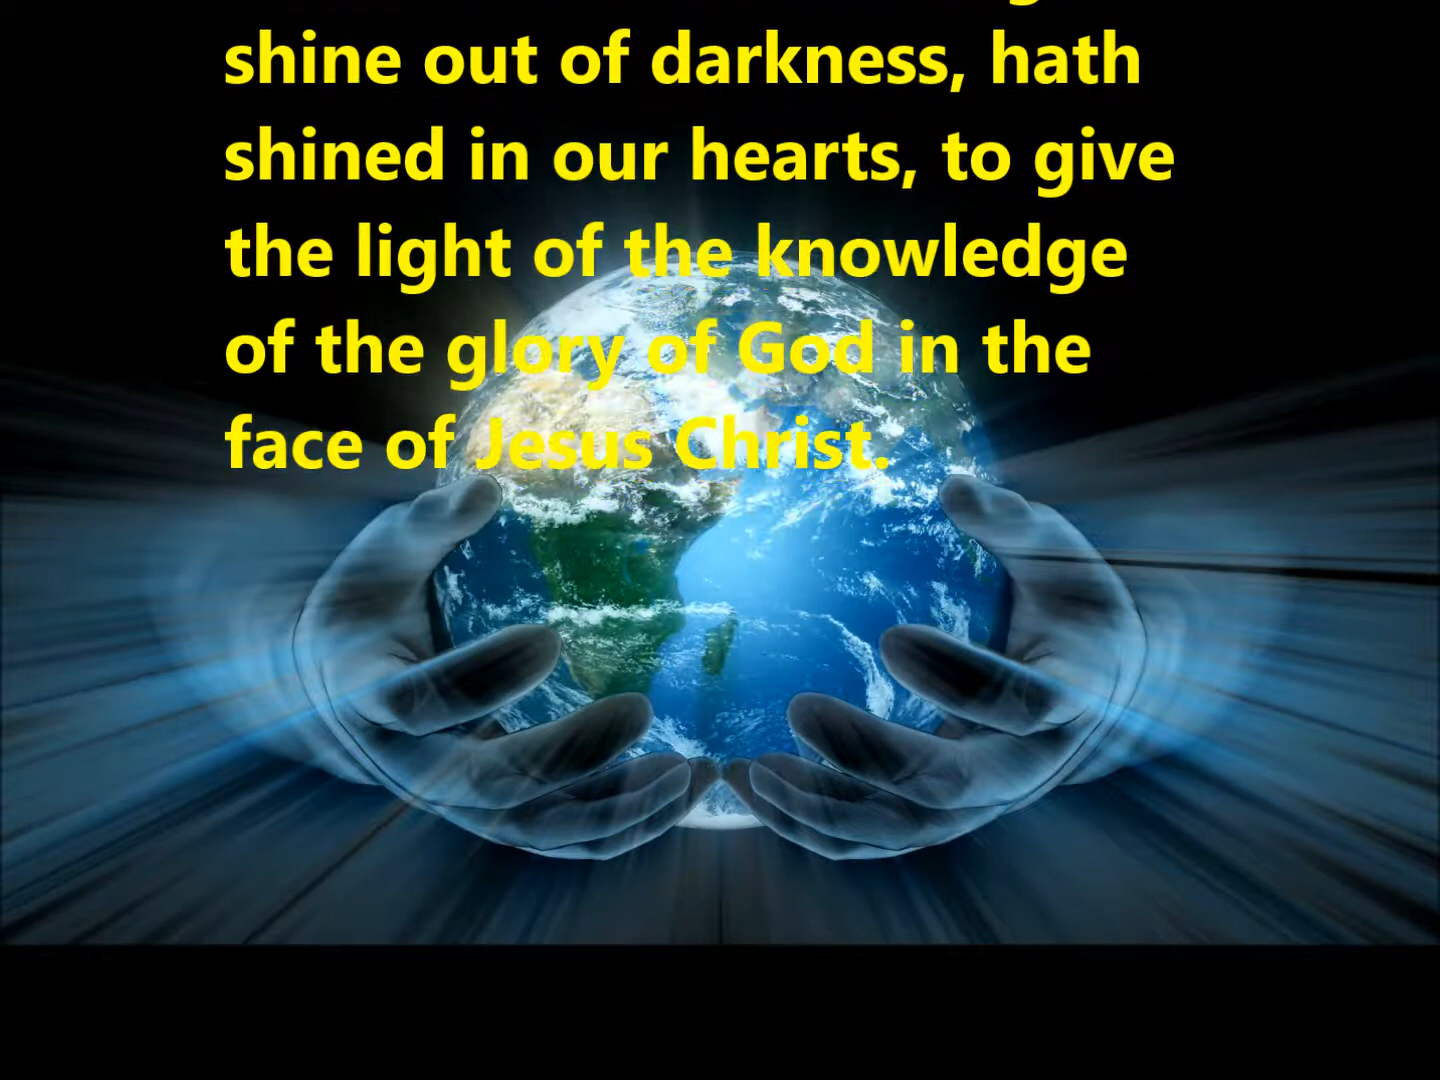 shine out of darkness, hath
shined in our hearts, to give
the light of the knowledge
of the glory of God in the
face of Jesus Christ.